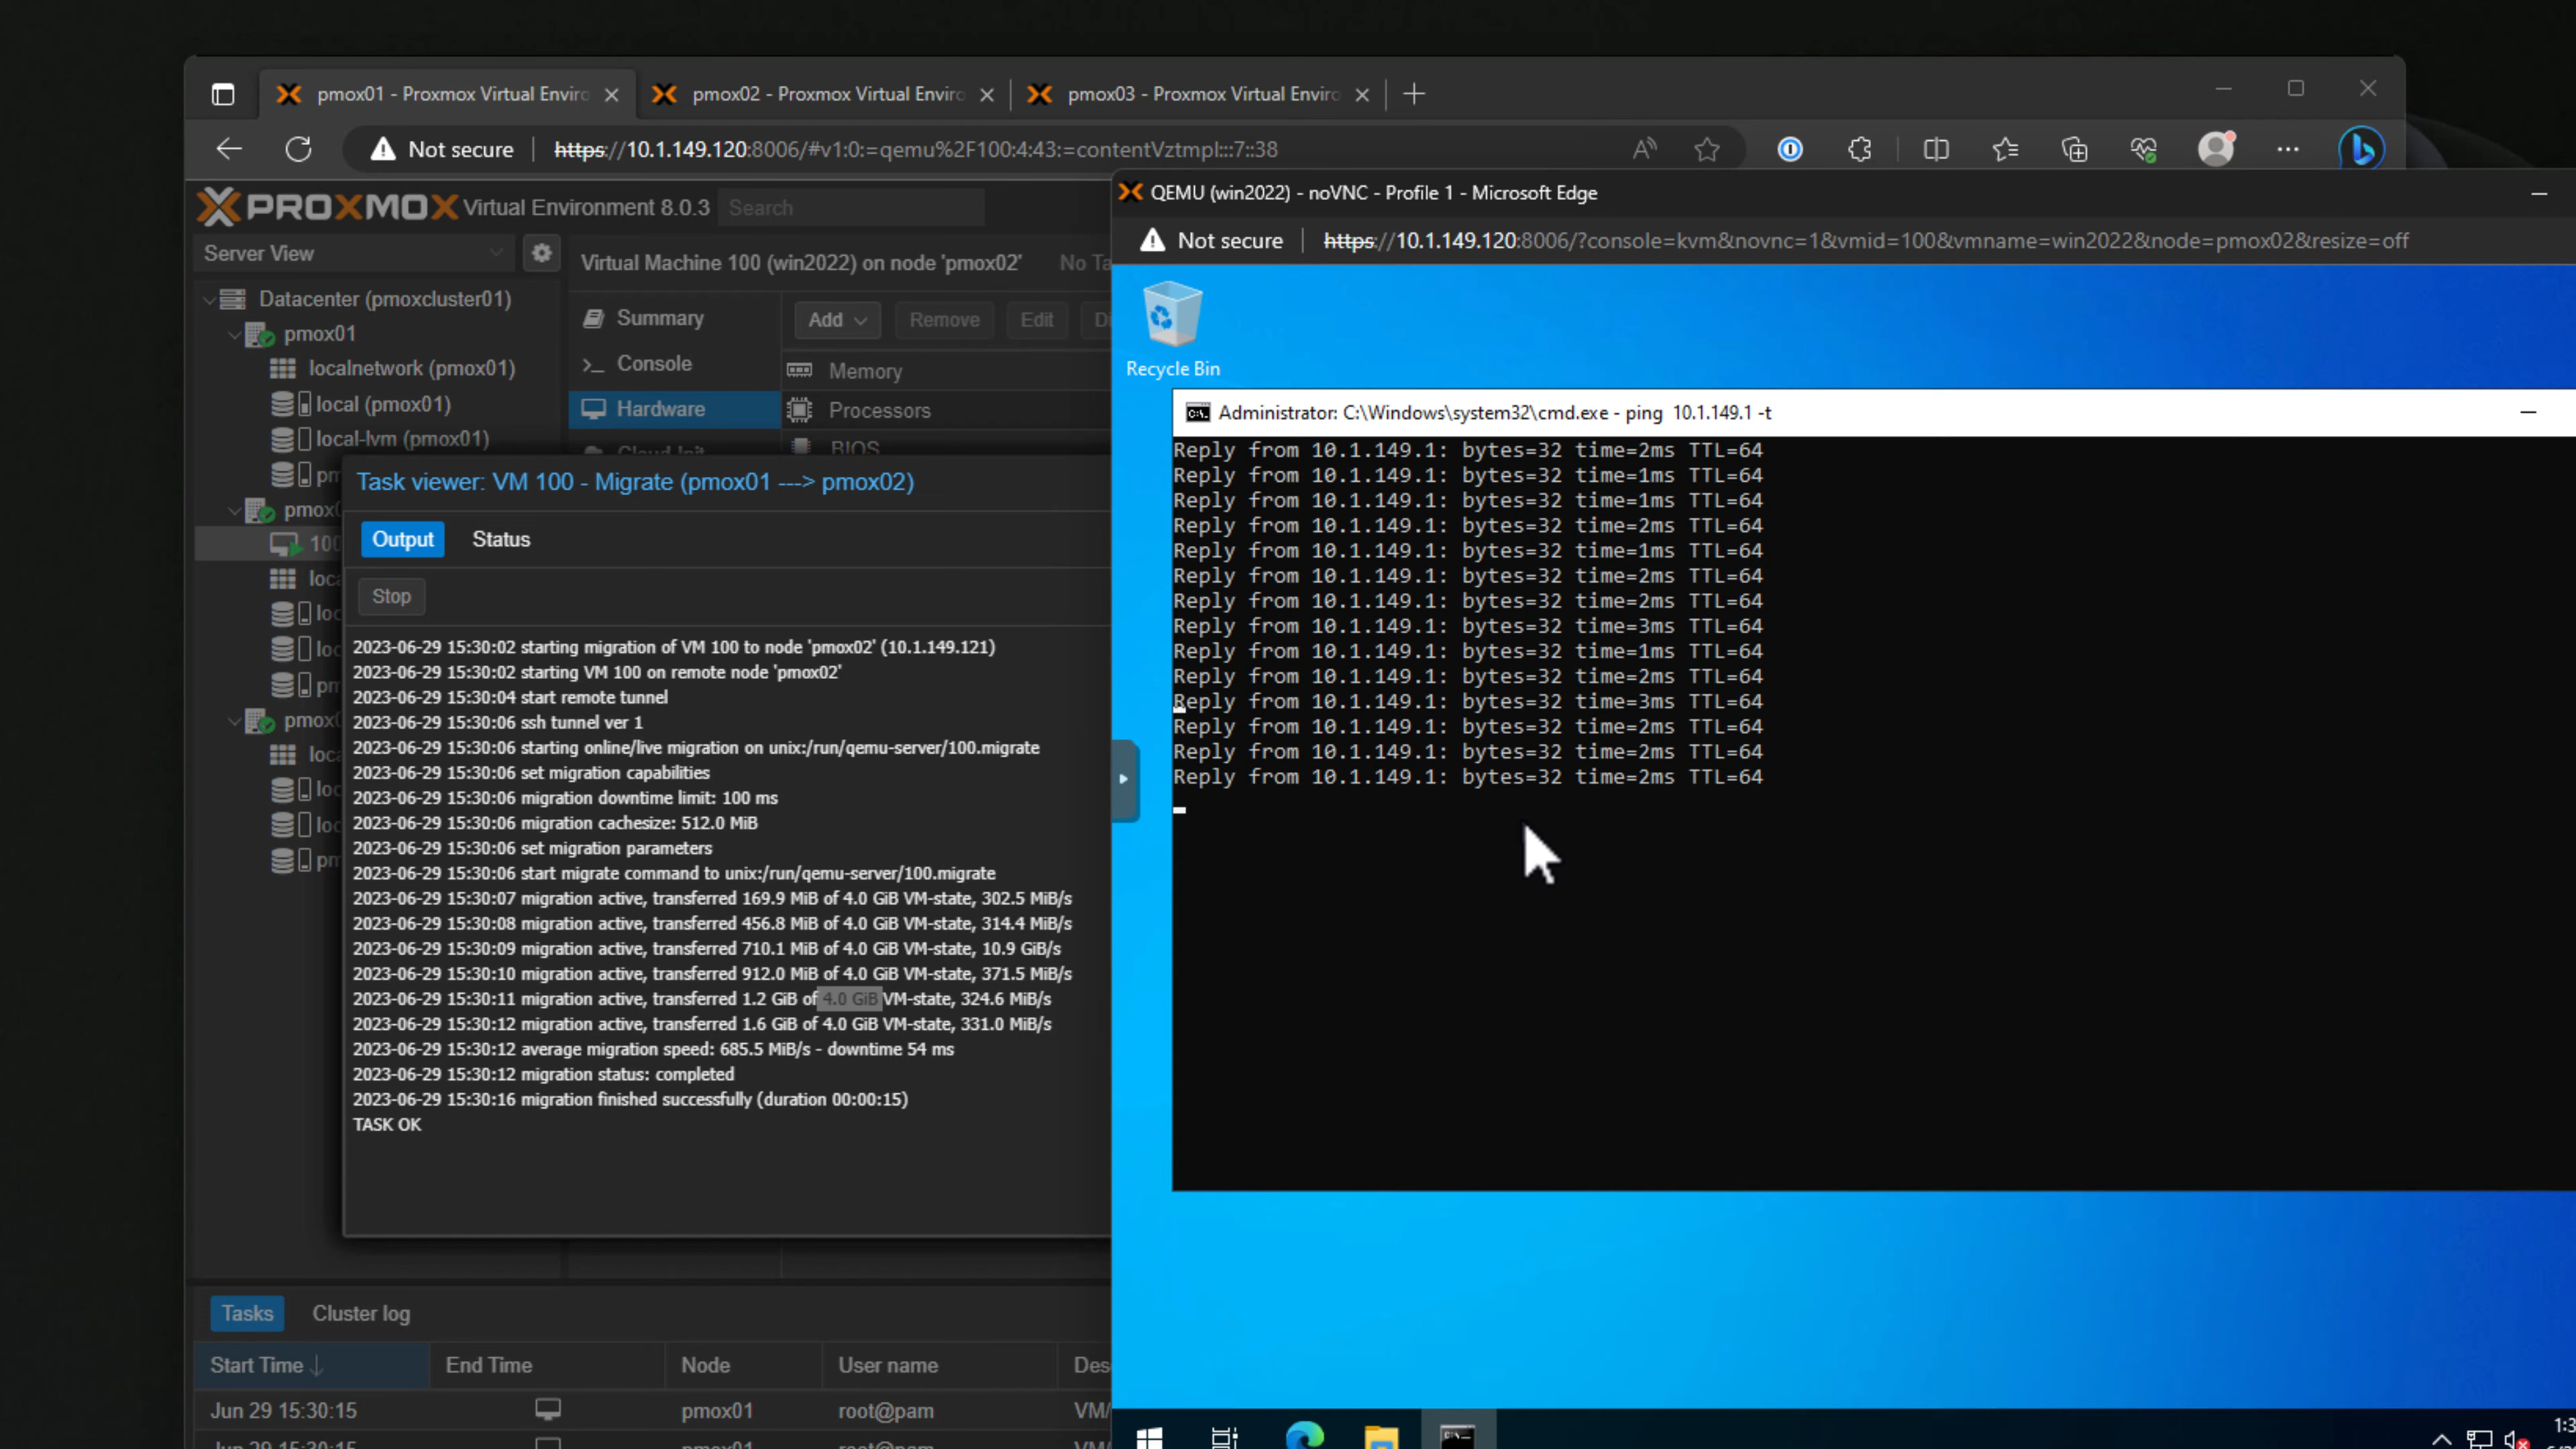 pmox01 - Proxmox Virtual Enviro
pmox02 - Proxmox Virtual Enviro
pmox03 - Proxmox Virtual Enviro
Not secure https://10.1.149.120:8006/#v1:0:=qemu%2F100:4:43:=contentVztmpl:::7::38
PROXMOX Virtual Environment 8.0.3 Search
Server View
Datacenter (pmoxcluster01)
pmox01
localnetwork (pmox01)
local (pmox01)
local-lvm (pmox01)
pm
pmox0
100
loca
loc
loc
pm
pmox0
loca
loc
loc
pm
Virtual Machine 100 (win2022) on node 'pmox02' No Ta
Summary
Console
Hardware
Cloud-Init
Add Remove Edit Di
Memory
Processors
BIOS
Task viewer: VM 100 - Migrate (pmox01 ---> pmox02)
Output Status
Stop
2023-06-29 15:30:02 starting migration of VM 100 to node 'pmox02' (10.1.149.121)
2023-06-29 15:30:02 starting VM 100 on remote node 'pmox02'
2023-06-29 15:30:04 start remote tunnel
2023-06-29 15:30:06 ssh tunnel ver 1
2023-06-29 15:30:06 starting online/live migration on unix:/run/qemu-server/100.migrate
2023-06-29 15:30:06 set migration capabilities
2023-06-29 15:30:06 migration downtime limit: 100 ms
2023-06-29 15:30:06 migration cachesize: 512.0 MiB
2023-06-29 15:30:06 set migration parameters
2023-06-29 15:30:06 start migrate command to unix:/run/qemu-server/100.migrate
2023-06-29 15:30:07 migration active, transferred 169.9 MiB of 4.0 GiB VM-state, 302.5 MiB/s
2023-06-29 15:30:08 migration active, transferred 456.8 MiB of 4.0 GiB VM-state, 314.4 MiB/s
2023-06-29 15:30:09 migration active, transferred 710.1 MiB of 4.0 GiB VM-state, 10.9 GiB/s
2023-06-29 15:30:10 migration active, transferred 912.0 MiB of 4.0 GiB VM-state, 371.5 MiB/s
2023-06-29 15:30:11 migration active, transferred 1.2 GiB of 4.0 GiB VM-state, 324.6 MiB/s
2023-06-29 15:30:12 migration active, transferred 1.6 GiB of 4.0 GiB VM-state, 331.0 MiB/s
2023-06-29 15:30:12 average migration speed: 685.5 MiB/s - downtime 54 ms
2023-06-29 15:30:12 migration status: completed
2023-06-29 15:30:16 migration finished successfully (duration 00:00:15)
TASK OK
Tasks Cluster log
Start Time End Time Node User name Des
Jun 29 15:30:15 pmox01 root@pam VM/
Jun 29 15:30:15 pmox01 root@pam VM/
QEMU (win2022) - noVNC - Profile 1 - Microsoft Edge
Not secure https://10.1.149.120:8006/?console=kvm&novnc=1&vmid=100&vmname=win2022&node=pmox02&resize=off
Recycle Bin
Administrator: C:\Windows\system32\cmd.exe - ping 10.1.149.1 -t
Reply from 10.1.149.1: bytes=32 time=2ms TTL=64
Reply from 10.1.149.1: bytes=32 time=1ms TTL=64
Reply from 10.1.149.1: bytes=32 time=1ms TTL=64
Reply from 10.1.149.1: bytes=32 time=2ms TTL=64
Reply from 10.1.149.1: bytes=32 time=1ms TTL=64
Reply from 10.1.149.1: bytes=32 time=2ms TTL=64
Reply from 10.1.149.1: bytes=32 time=2ms TTL=64
Reply from 10.1.149.1: bytes=32 time=3ms TTL=64
Reply from 10.1.149.1: bytes=32 time=1ms TTL=64
Reply from 10.1.149.1: bytes=32 time=2ms TTL=64
Reply from 10.1.149.1: bytes=32 time=3ms TTL=64
Reply from 10.1.149.1: bytes=32 time=2ms TTL=64
Reply from 10.1.149.1: bytes=32 time=2ms TTL=64
Reply from 10.1.149.1: bytes=32 time=2ms TTL=64
1:3